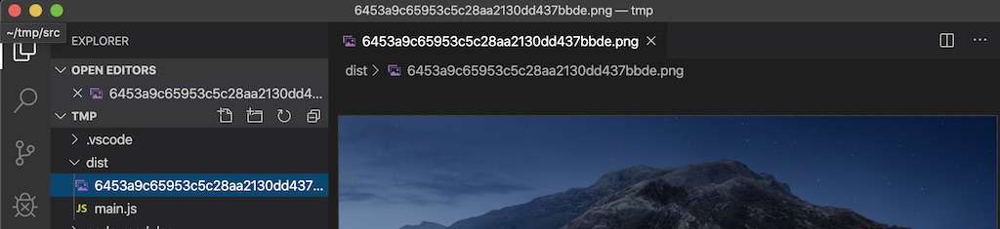 6453a9c65953c5c28aa2130dd437bbde.png — tmp
~/tmp/src
EXPLORER
OPEN EDITORS
6453a9c65953c5c28aa2130dd4...
TMP
.vscode
dist
6453a9c65953c5c28aa2130dd437...
JS main.js
6453a9c65953c5c28aa2130dd437bbde.png
dist > 6453a9c65953c5c28aa2130dd437bbde.png